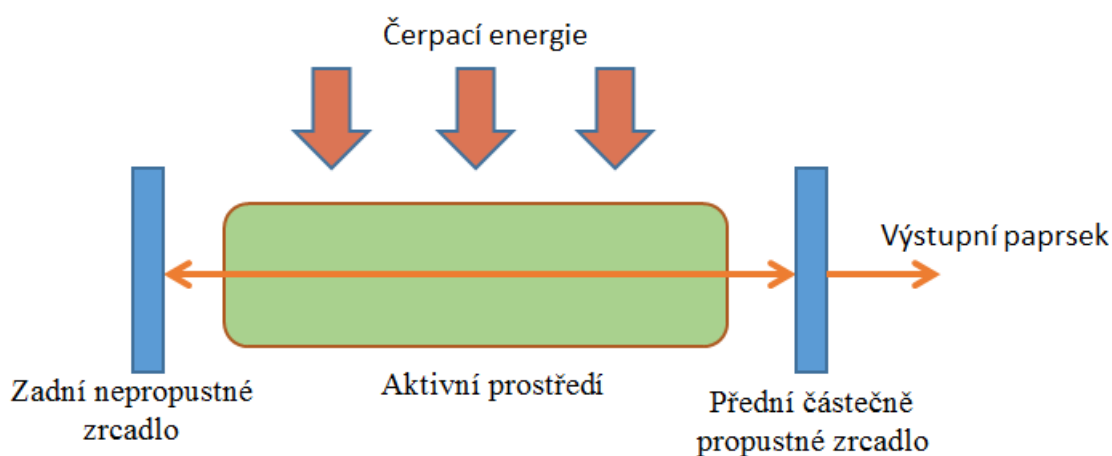 Čerpací energie
Výstupní paprsek
Zadní nepropustné
zrcadlo
Aktivní prostředí
Přední částečně
propustné zrcadlo